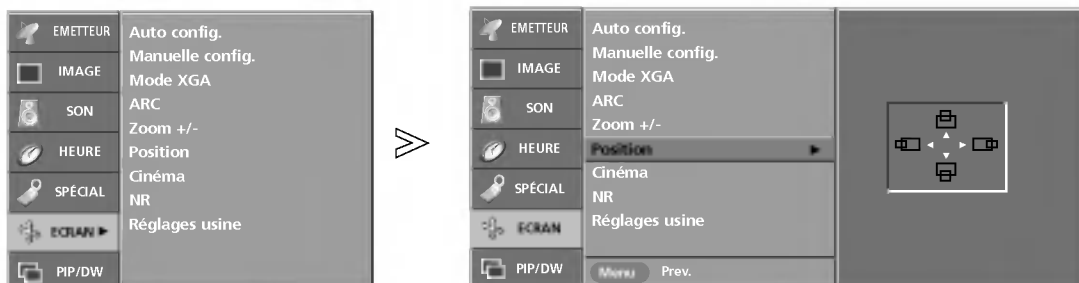 EMETTEUR
IMAGE
SON
HEURE
SPÉCIAL
ECRAN
PIP/DW
Auto config.
Manuelle config.
Mode XGA
ARC
Zoom +/-
Position
Cinéma
NR
Réglages usine
EMETTEUR
IMAGE
SON
HEURE
SPÉCIAL
ECRAN
PIP/DW
Auto config.
Manuelle config.
Mode XGA
ARC
Zoom +/-
Position
Cinéma
NR
Réglages usine
Menu Prev.